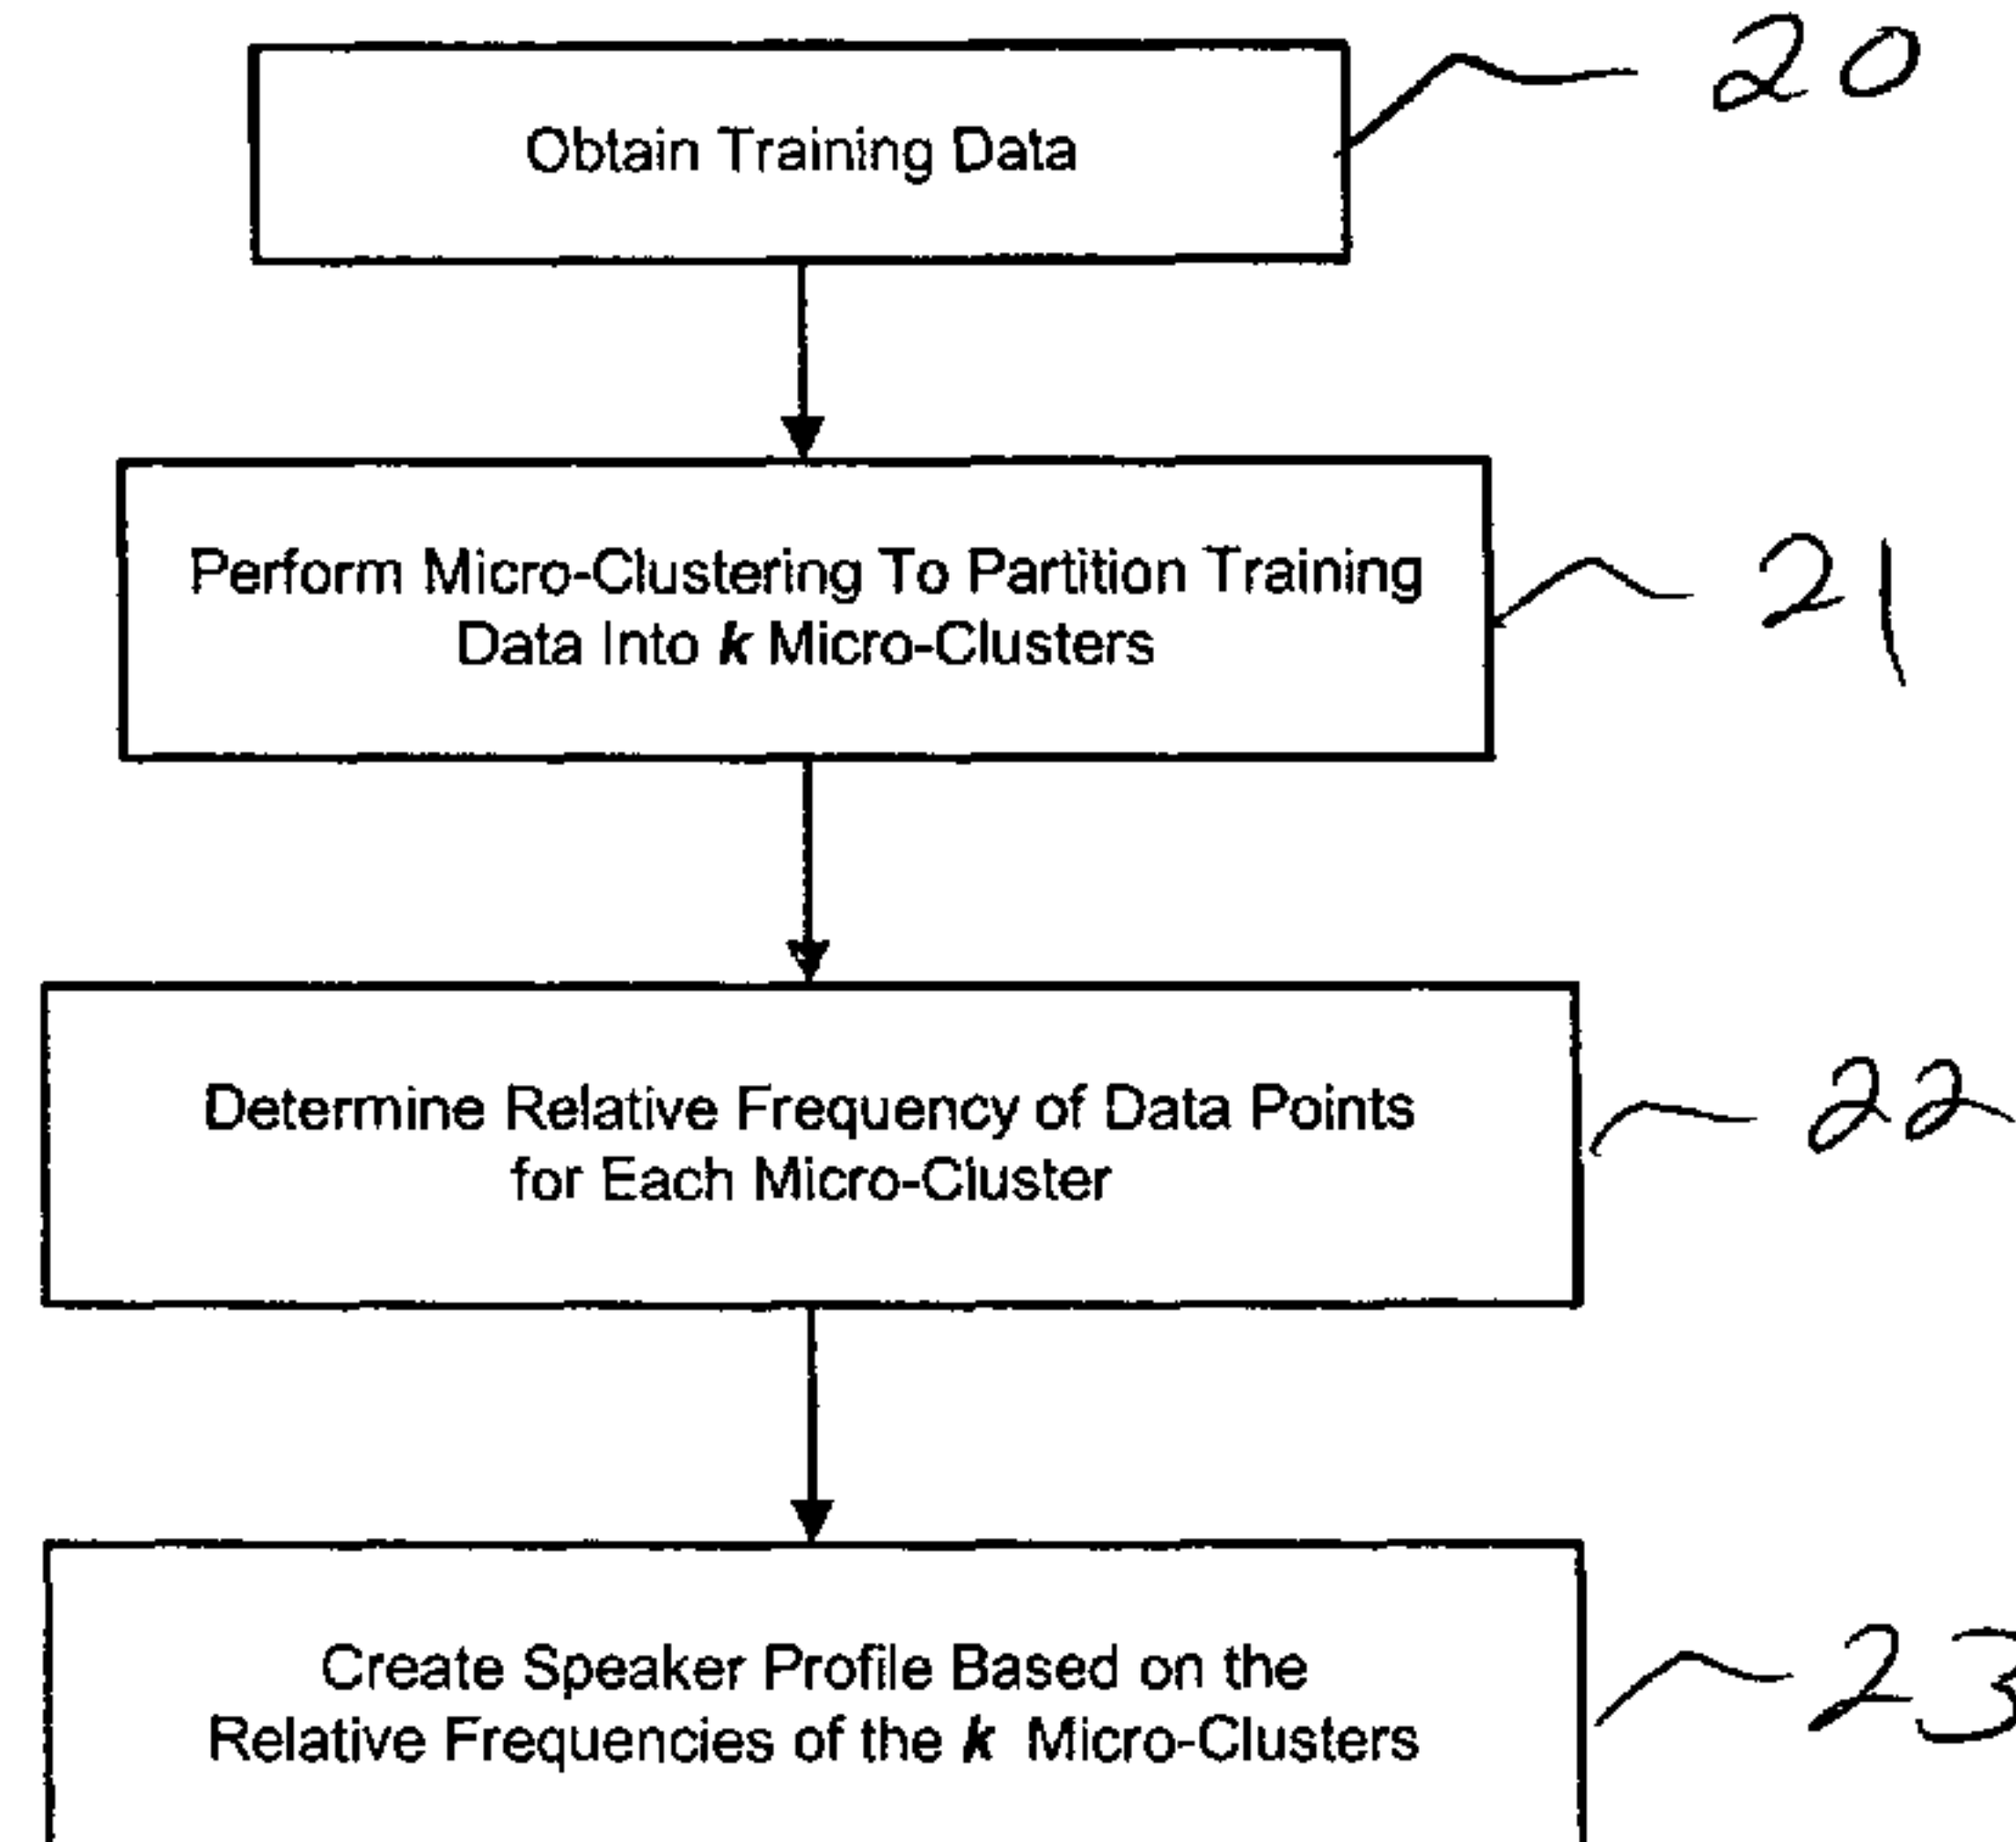 Obtain Training Data
20
Perform Micro-Clustering To Partition Training
Data Into k Micro-Clusters
21
Determine Relative Frequency of Data Points
for Each Micro-Cluster
22
Create Speaker Profile Based on the
Relative Frequencies of the k Micro-Clusters
23